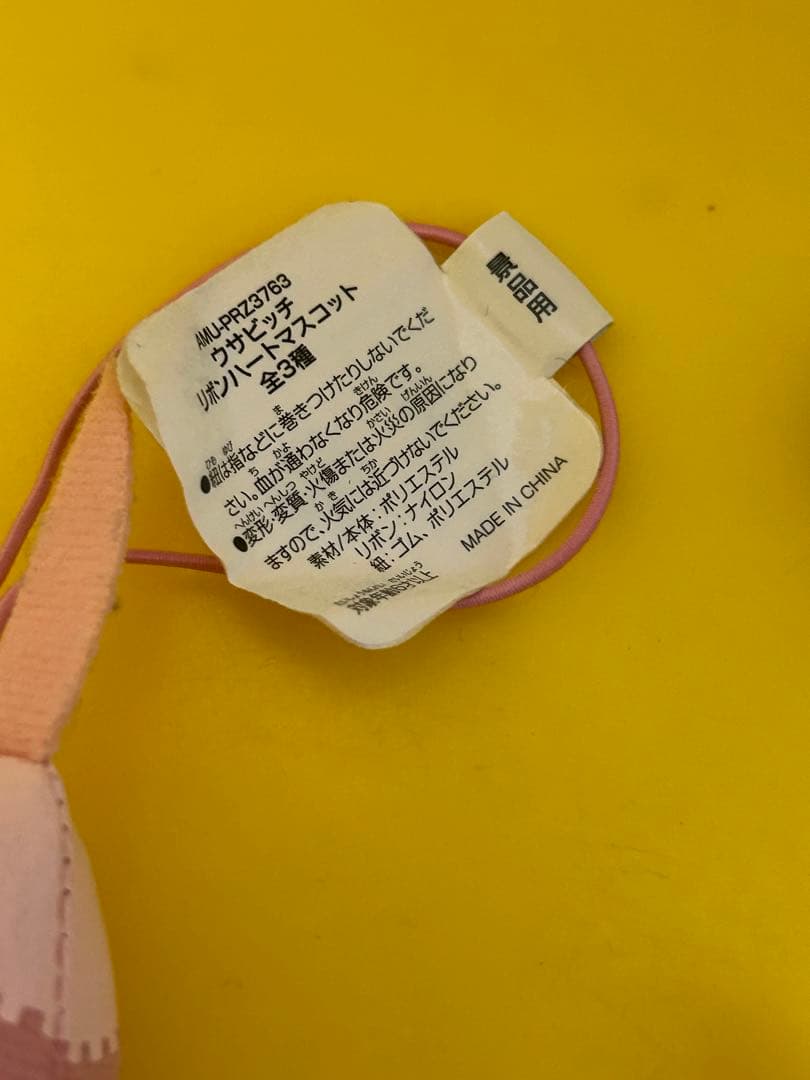 AMU-PRZ3763
ウサビッチ
リボンハートマスコット
全3種
●紐は指などに巻きつけたりしないでくだ
さい。血が通わなくなり危険です。
●変形・変質・火傷または火災の原因になり
ますので、火気には近づけないでください。
素材/本体:ポリエステル
リボン:ナイロン
紐:ゴム、ポリエステル
MADE IN CHINA
景品用